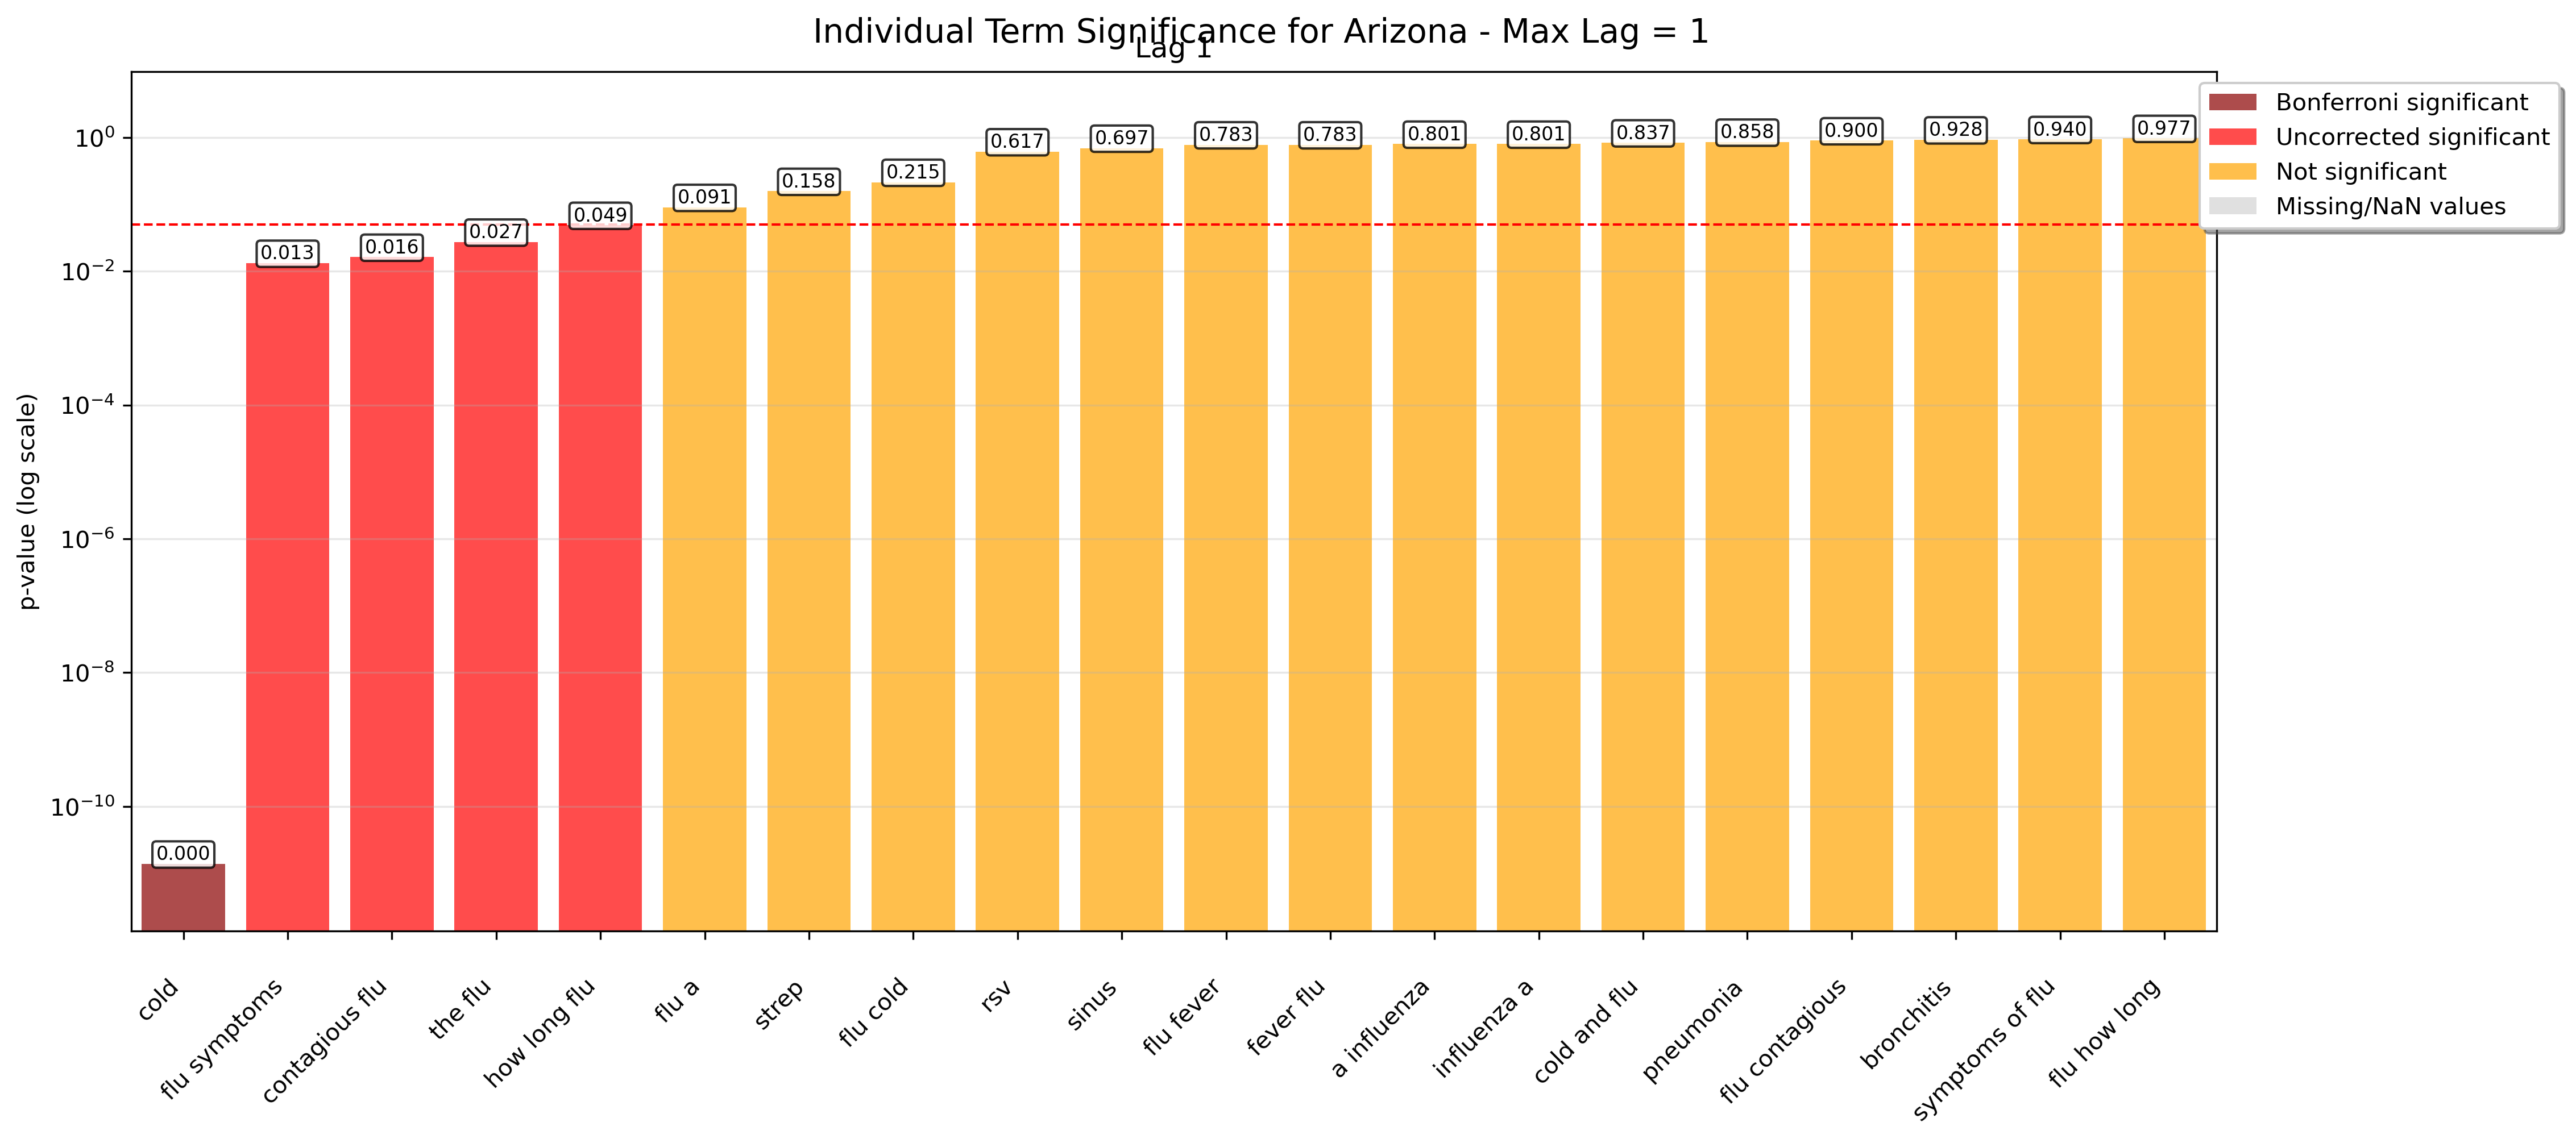 Individual Term Significance for Arizona - Max Lag = 1
Lag 1
Bonferroni significant
Uncorrected significant
Not significant
Missing/NaN values
p-value (log scale)
10⁰
10⁻²
10⁻⁴
10⁻⁶
10⁻⁸
10⁻¹⁰
0.000
0.013
0.016
0.027
0.049
0.091
0.158
0.215
0.617
0.697
0.783
0.783
0.801
0.801
0.837
0.858
0.900
0.928
0.940
0.977
cold
flu symptoms
contagious flu
the flu
how long flu
flu a
strep
flu cold
rsv
sinus
flu fever
fever flu
a influenza
influenza a
cold and flu
pneumonia
flu contagious
bronchitis
symptoms of flu
flu how long